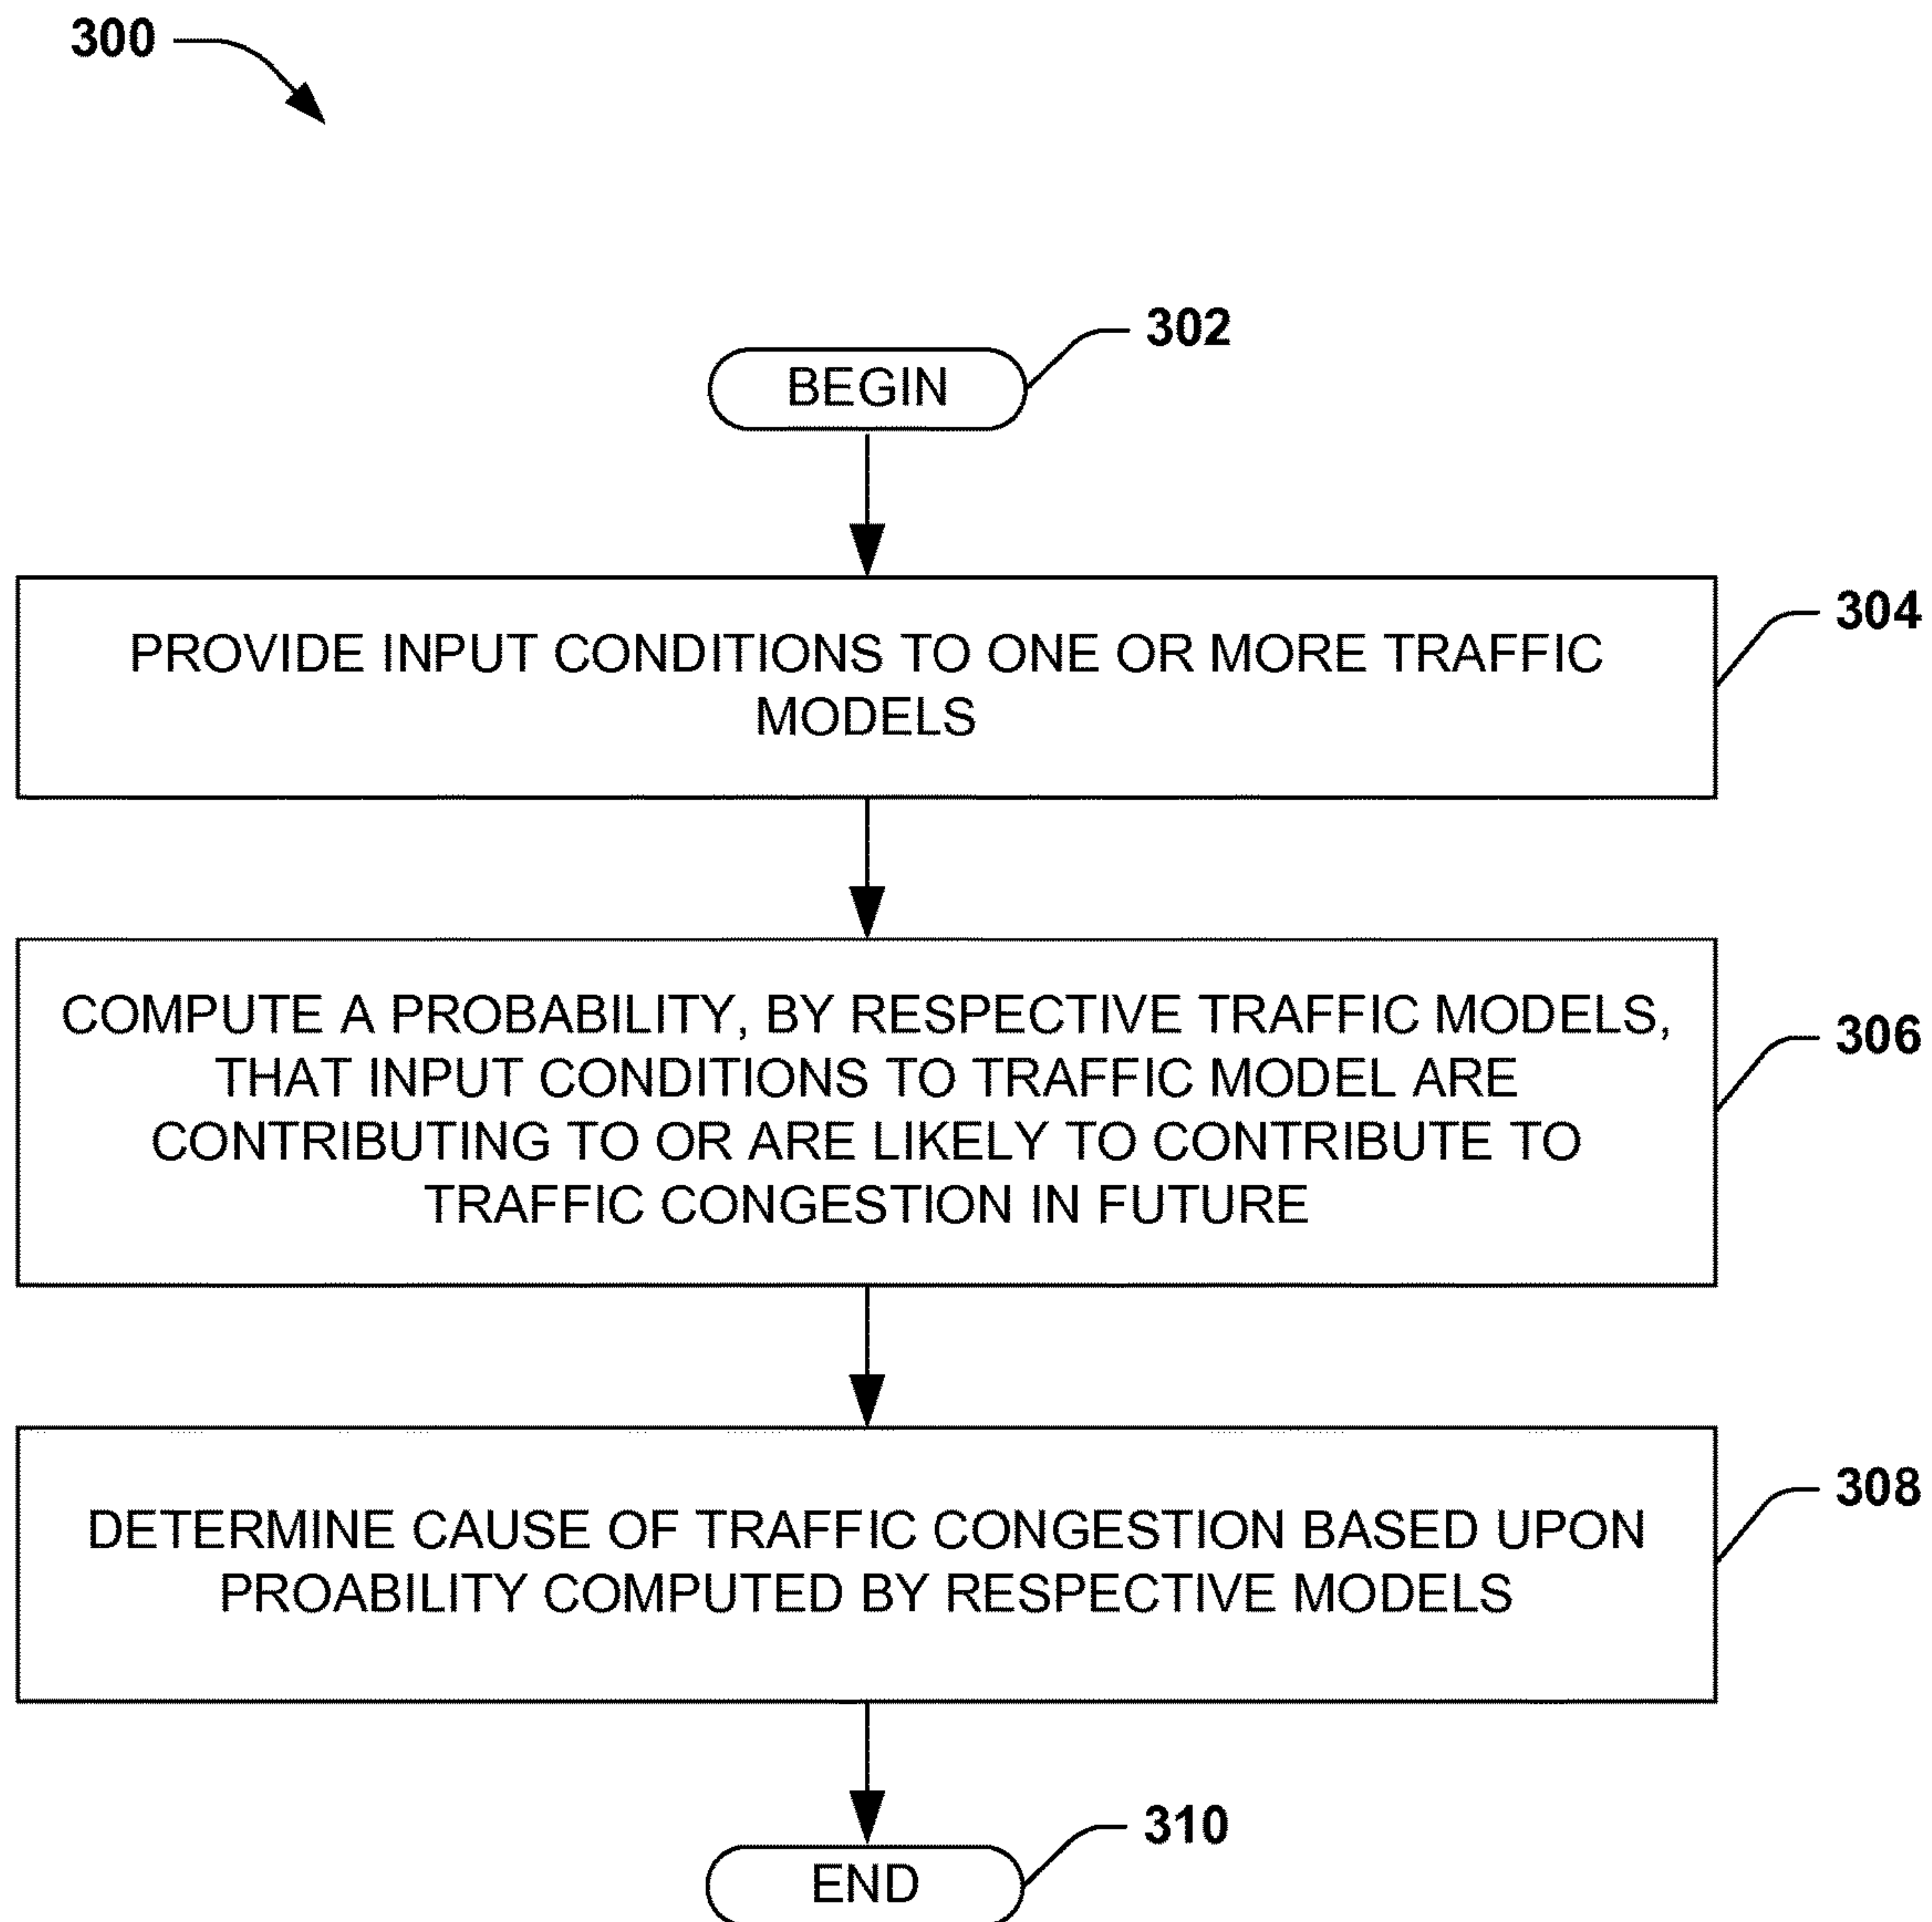 300
302
BEGIN
304
PROVIDE INPUT CONDITIONS TO ONE OR MORE TRAFFIC
MODELS
306
COMPUTE A PROBABILITY, BY RESPECTIVE TRAFFIC MODELS,
THAT INPUT CONDITIONS TO TRAFFIC MODEL ARE
CONTRIBUTING TO OR ARE LIKELY TO CONTRIBUTE TO
TRAFFIC CONGESTION IN FUTURE
308
DETERMINE CAUSE OF TRAFFIC CONGESTION BASED UPON
PROABILITY COMPUTED BY RESPECTIVE MODELS
310
END